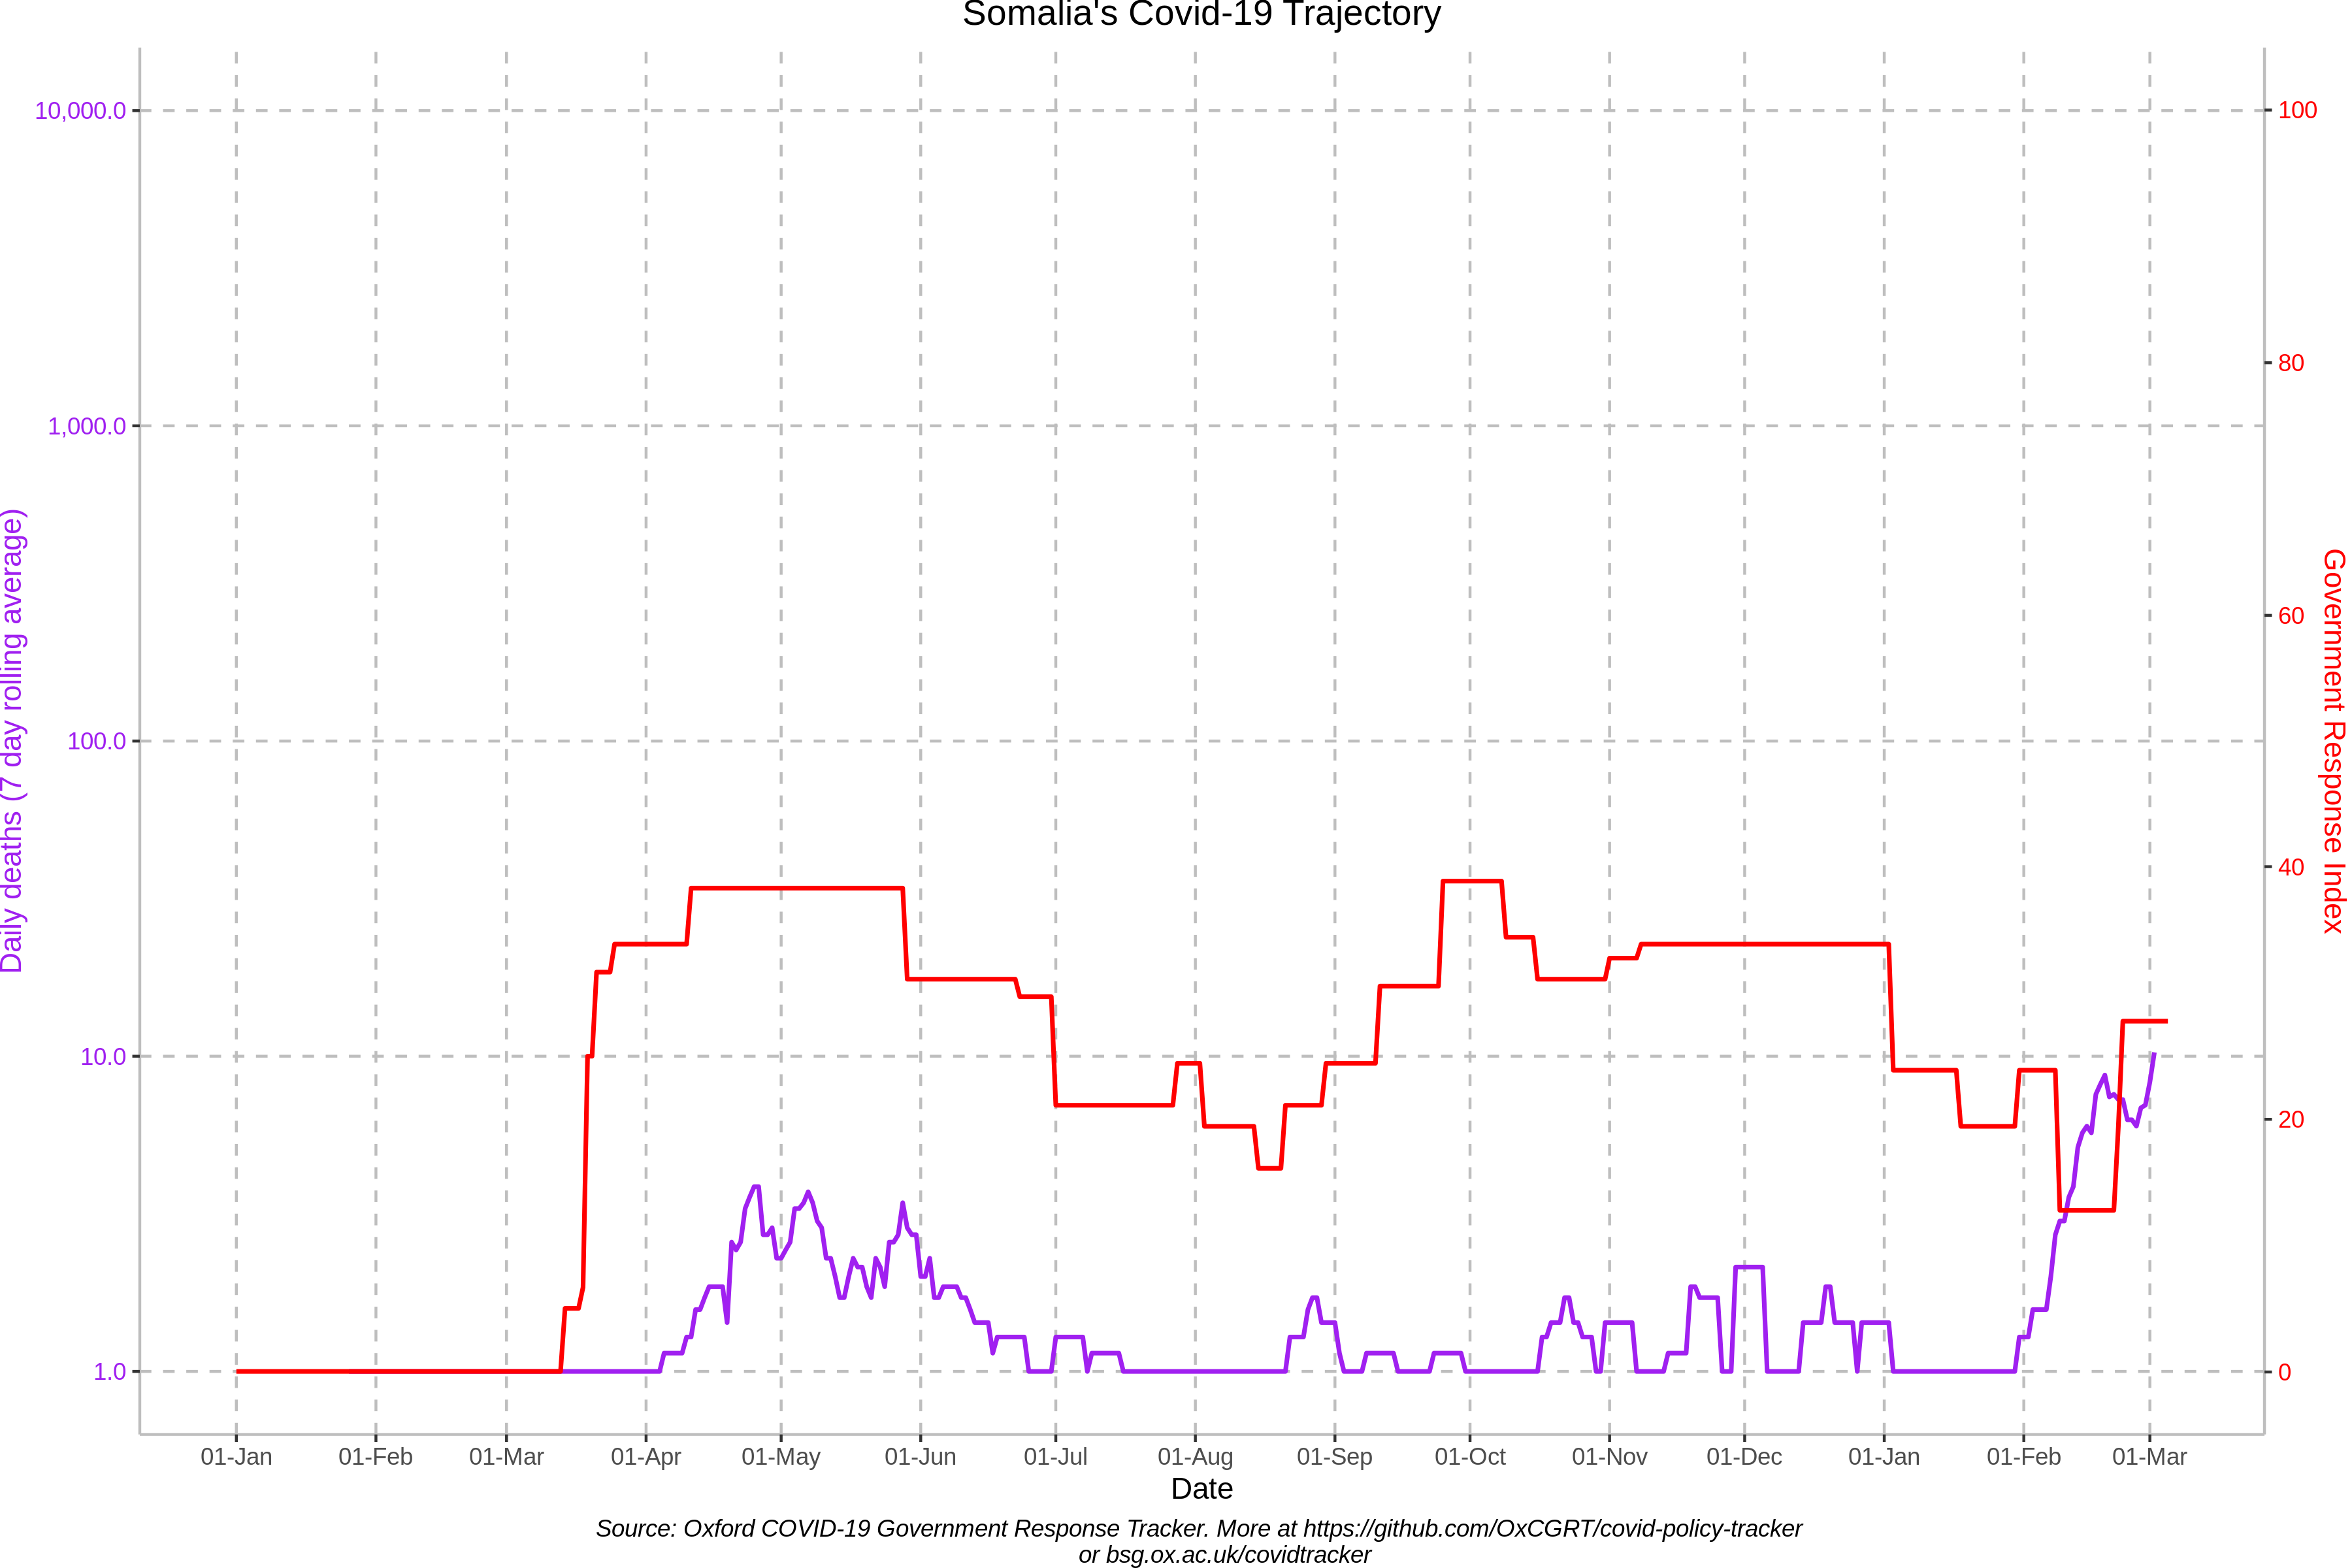 Somalia's Covid-19 Trajectory
10,000.0
1,000.0
100.0
10.0
1.0
Daily deaths (7 day rolling average)
100
80
60
40
20
0
Government Response Index
01-Jan 01-Feb 01-Mar 01-Apr 01-May 01-Jun 01-Jul 01-Aug 01-Sep 01-Oct 01-Nov 01-Dec 01-Jan 01-Feb 01-Mar
Date
Source: Oxford COVID-19 Government Response Tracker. More at https://github.com/OxCGRT/covid-policy-tracker
or bsg.ox.ac.uk/covidtracker